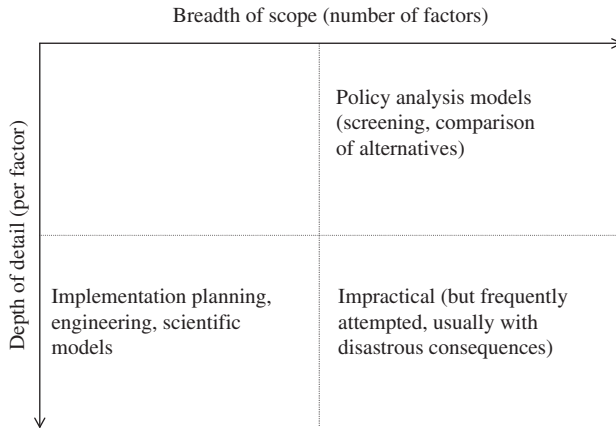 Breadth of scope (number of factors)
Depth of detail (per factor)
Policy analysis models
(screening, comparison
of alternatives)
Implementation planning,
engineering, scientific
models
Impractical (but frequently
attempted, usually with
disastrous consequences)